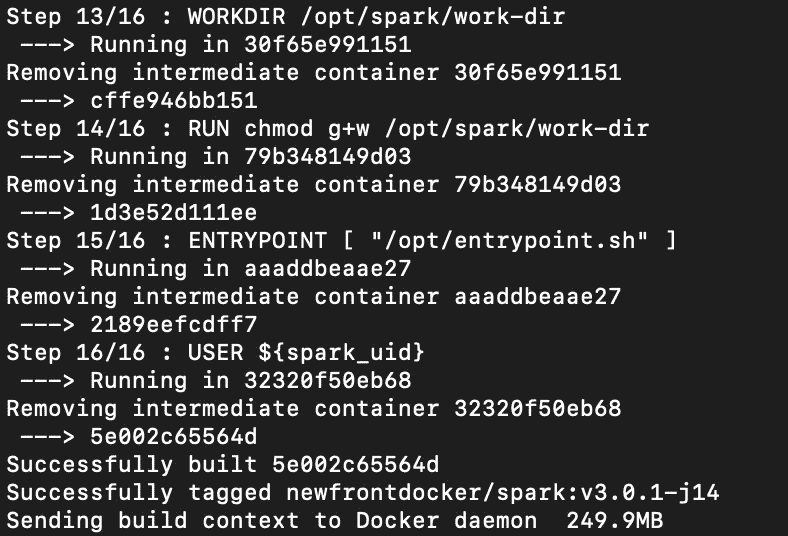 Step 13/16 : WORKDIR /opt/spark/work-dir
---> Running in 30f65e991151
Removing intermediate container 30f65e991151
---> cffe946bb151
Step 14/16 : RUN chmod g+w /opt/spark/work-dir
---> Running in 79b348149d03
Removing intermediate container 79b348149d03
---> 1d3e52d111ee
Step 15/16 : ENTRYPOINT [ "/opt/entrypoint.sh" ]
---> Running in aaaddbeaae27
Removing intermediate container aaaddbeaae27
---> 2189eefcdff7
Step 16/16 : USER ${spark_uid}
---> Running in 32320f50eb68
Removing intermediate container 32320f50eb68
---> 5e002c65564d
Successfully built 5e002c65564d
Successfully tagged newfrontdocker/spark:v3.0.1-j14
Sending build context to Docker daemon  249.9MB